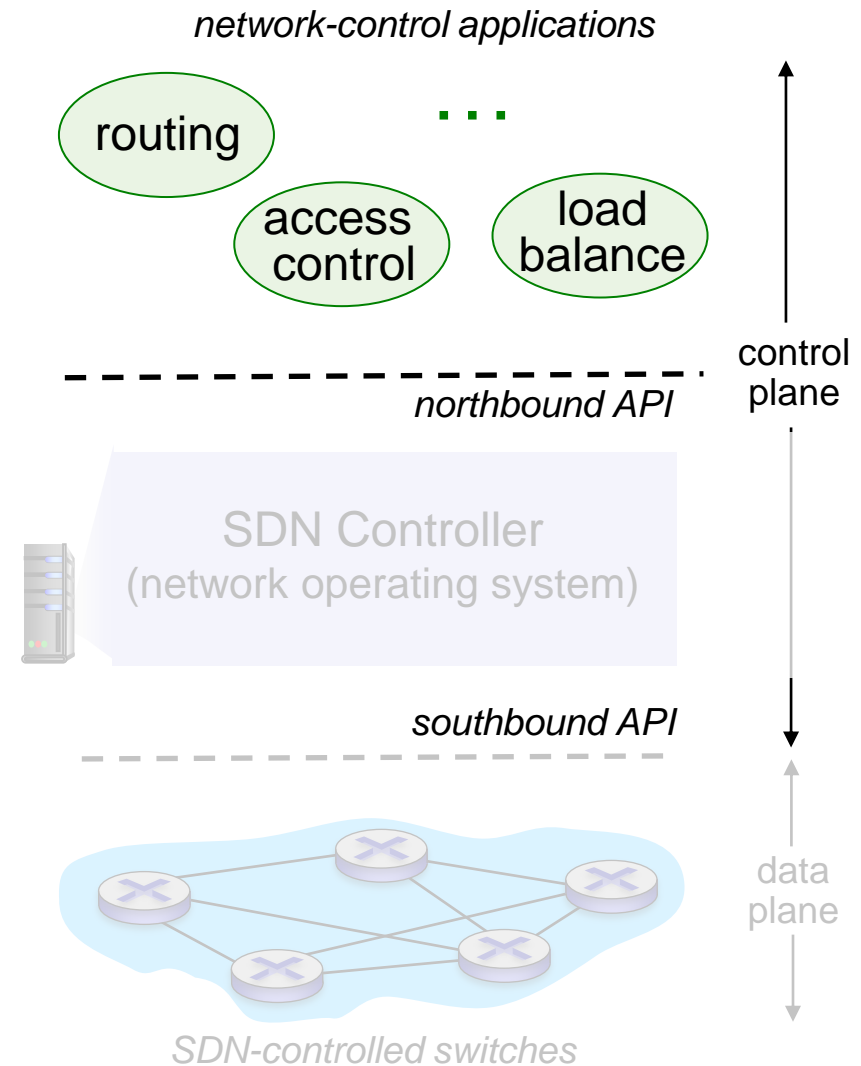 network-control applications
routing
. . .
access
control
load
balance
control
plane
northbound API
SDN Controller
(network operating system)
southbound API
data
plane
SDN-controlled switches